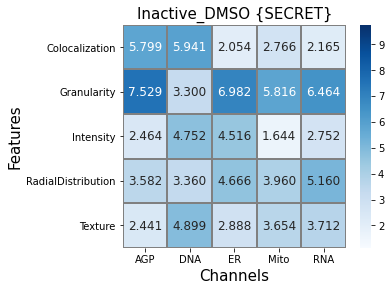 Inactive_DMSO {SECRET}
Features
Colocalization 5.799 5.941 2.054 2.766 2.165
Granularity 7.529 3.300 6.982 5.816 6.464
Intensity 2.464 4.752 4.516 1.644 2.752
RadialDistribution 3.582 3.360 4.666 3.960 5.160
Texture 2.441 4.899 2.888 3.654 3.712
AGP DNA ER Mito RNA
Channels
9
8
7
6
5
4
3
2